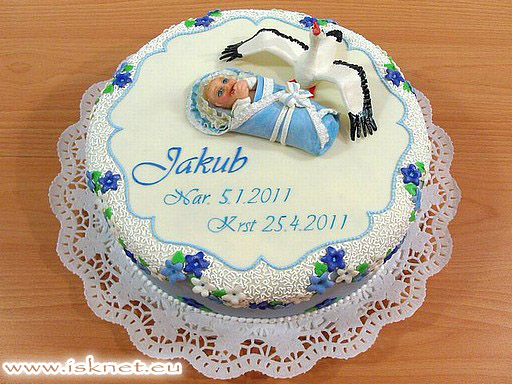 Jakub
Nar. 5.1.2011
Krst 25.4.2011
www.isknet.eu